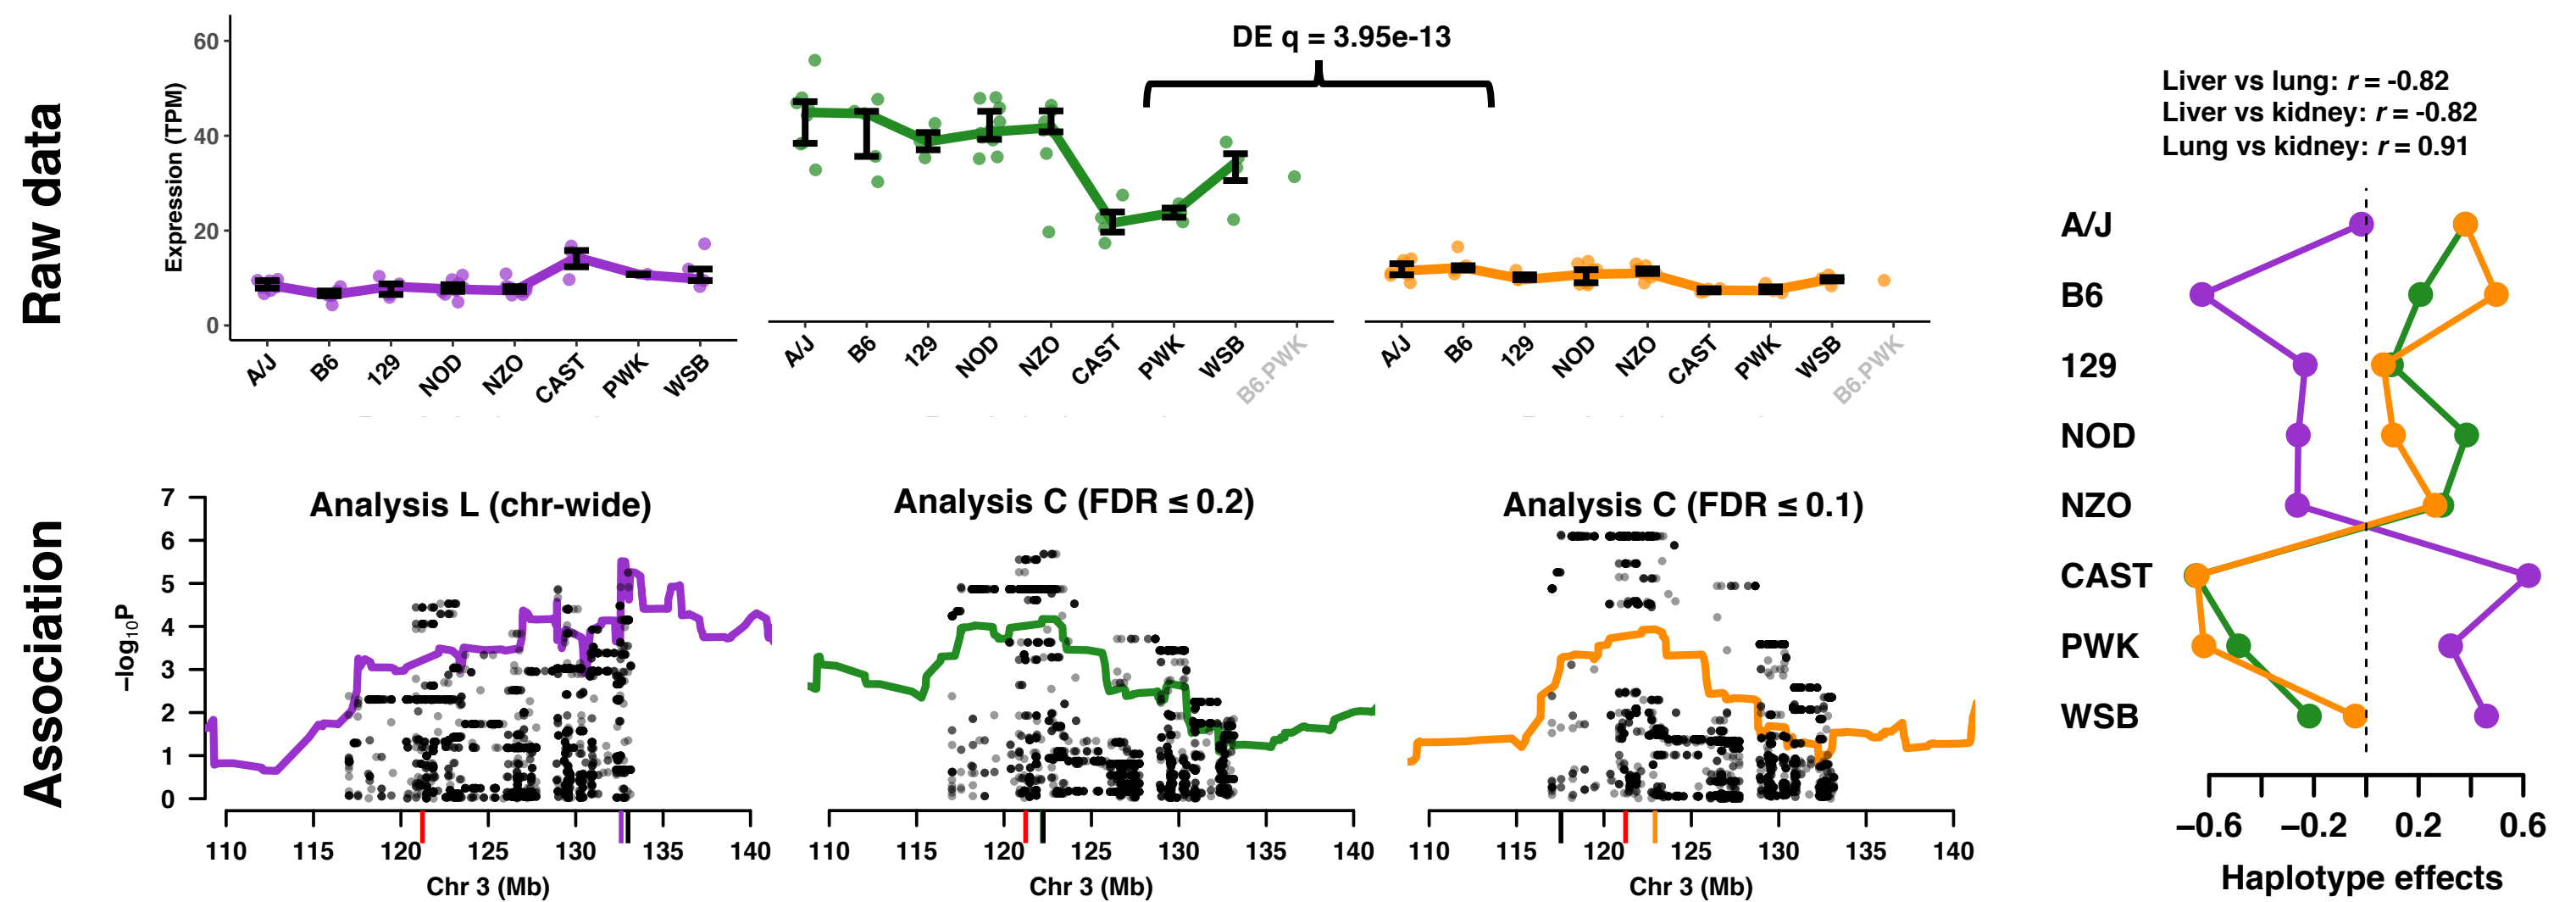 Raw data
Expression (TPM)
60
40
20
0
A/J B6 129 NOD NZO CAST PWK WSB
DE q = 3.95e-13
A/J B6 129 NOD NZO CAST PWK WSB B6.PWK
A/J B6 129 NOD NZO CAST PWK WSB B6.PWK
Liver vs lung: r = -0.82
Liver vs kidney: r = -0.82
Lung vs kidney: r = 0.91
A/J
B6
129
NOD
NZO
CAST
PWK
WSB
−0.6 −0.2 0.2 0.6
Haplotype effects
Association
−log10P
7
6
5
4
3
2
1
0
Analysis L (chr-wide)
110 115 120 125 130 135 140
Chr 3 (Mb)
Analysis C (FDR ≤ 0.2)
110 115 120 125 130 135 140
Chr 3 (Mb)
Analysis C (FDR ≤ 0.1)
110 115 120 125 130 135 140
Chr 3 (Mb)